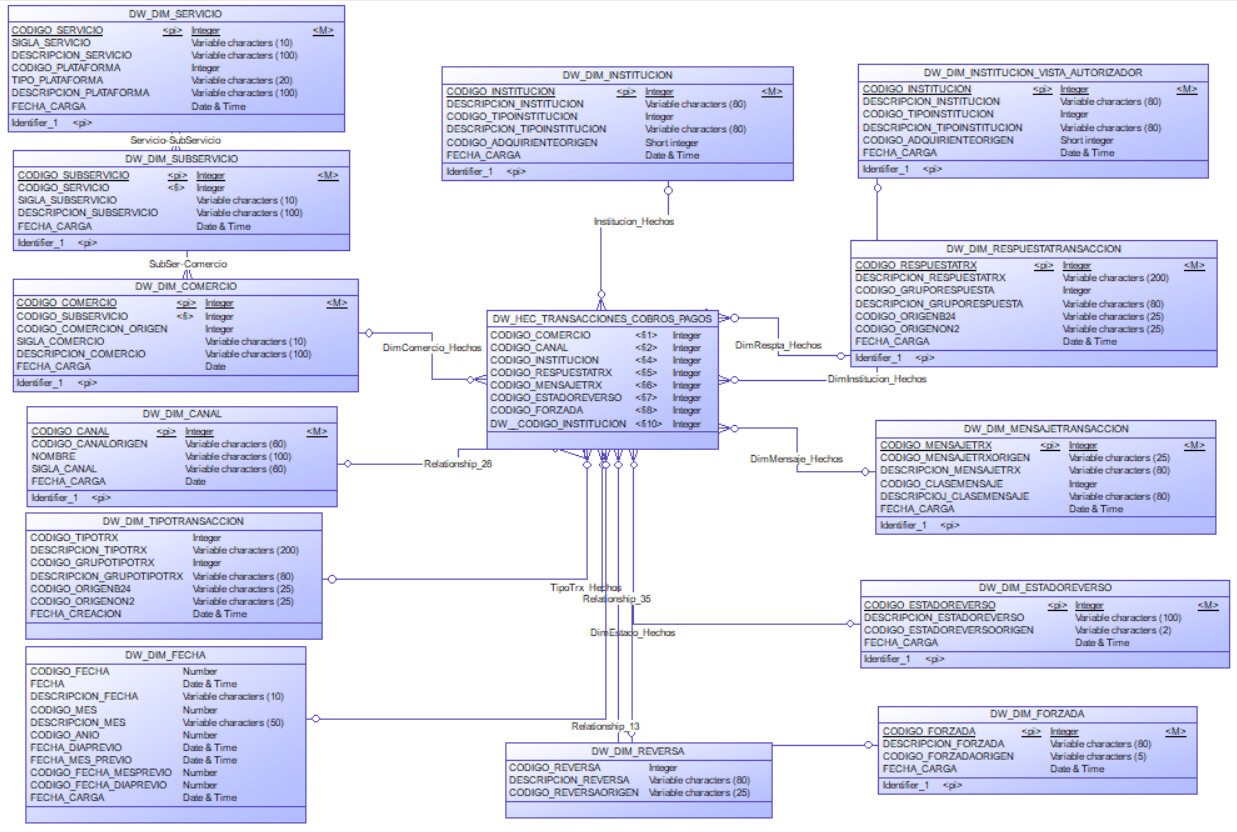 DW_DIM_SERVICIO
CODIGO_SERVICIO <pi> Integer <M>
SIGLA_SERVICIO Variable characters (10)
DESCRIPCION_SERVICIO Variable characters (100)
CODIGO_PLATAFORMA Integer
TIPO_PLATAFORMA Variable characters (20)
DESCRIPCION_PLATAFORMA Variable characters (100)
FECHA_CARGA Date & Time
Identifier_1 <pi>
Servicio-SubServicio
DW_DIM_SUBSERVICIO
CODIGO_SUBSERVICIO <pi> Integer <M>
CODIGO_SERVICIO <fi> Integer
SIGLA_SUBSERVICIO Variable characters (10)
DESCRIPCION_SUBSERVICIO Variable characters (100)
FECHA_CARGA Date & Time
Identifier_1 <pi>
SubSer-Comercio
DW_DIM_COMERCIO
CODIGO_COMERCIO <pi> Integer <M>
CODIGO_SUBSERVICIO <fi> Integer
CODIGO_COMERCION_ORIGEN Integer
SIGLA_COMERCIO Variable characters (10)
DESCRIPCION_COMERCIO Variable characters (100)
FECHA_CARGA Date
Identifier_1 <pi>
DW_DIM_CANAL
CODIGO_CANAL <pi> Integer <M>
CODIGO_CANALORIGEN Variable characters (60)
NOMBRE Variable characters (100)
SIGLA_CANAL Variable characters (60)
FECHA_CARGA Date
Identifier_1 <pi>
DW_DIM_TIPOTRANSACCION
CODIGO_TIPOTRX Integer
DESCRIPCION_TIPOTRX Variable characters (200)
CODIGO_GRUPOTIPOTRX Integer
DESCRIPCION_GRUPOTIPOTRX Variable characters (80)
CODIGO_ORIGENB24 Variable characters (25)
CODIGO_ORIGENON2 Variable characters (25)
FECHA_CREACION Date & Time
DW_DIM_FECHA
CODIGO_FECHA Number
FECHA Date & Time
DESCRIPCION_FECHA Variable characters (10)
CODIGO_MES Number
DESCRIPCION_MES Variable characters (50)
CODIGO_ANIO Number
FECHA_DIAPREVIO Date & Time
FECHA_MES_PREVIO Date & Time
CODIGO_FECHA_MESPREVIO Number
CODIGO_FECHA_DIAPREVIO Number
FECHA_CARGA Date & Time
DW_DIM_INSTITUCION
CODIGO_INSTITUCION <pi> Integer <M>
DESCRIPCION_INSTITUCION Variable characters (80)
CODIGO_TIPOINSTITUCION Integer
DESCRIPCION_TIPOINSTITUCION Variable characters (80)
CODIGO_ADQUIRIENTEORIGEN Short integer
FECHA_CARGA Date & Time
Identifier_1 <pi>
Institucion_Hechos
DimComercio_Hechos
DW_HEC_TRANSACCIONES_COBROS_PAGOS
CODIGO_COMERCIO <fi1> Integer
CODIGO_CANAL <fi2> Integer
CODIGO_INSTITUCION <fi4> Integer
CODIGO_RESPUESTATRX <fi5> Integer
CODIGO_MENSAJETRX <fi6> Integer
CODIGO_ESTADOREVERSO <fi7> Integer
CODIGO_FORZADA <fi8> Integer
DW__CODIGO_INSTITUCION <fi10> Integer
Relationship_28
TipoTrx_Hechos
Relationship_35
DimEstado_Hechos
Relationship_13
DW_DIM_REVERSA
CODIGO_REVERSA Integer
DESCRIPCION_REVERSA Variable characters (80)
CODIGO_REVERSAORIGEN Variable characters (25)
DW_DIM_INSTITUCION_VISTA_AUTORIZADOR
CODIGO_INSTITUCION <pi> Integer <M>
DESCRIPCION_INSTITUCION Variable characters (80)
CODIGO_TIPOINSTITUCION Integer
DESCRIPCION_TIPOINSTITUCION Variable characters (80)
CODIGO_ADQUIRIENTEORIGEN Short integer
FECHA_CARGA Date & Time
Identifier_1 <pi>
DW_DIM_RESPUESTATRANSACCION
CODIGO_RESPUESTATRX <pi> Integer <M>
DESCRIPCION_RESPUESTATRX Variable characters (200)
CODIGO_GRUPORESPUESTA Integer
DESCRIPCION_GRUPORESPUESTA Variable characters (80)
CODIGO_ORIGENB24 Variable characters (25)
CODIGO_ORIGENON2 Variable characters (25)
FECHA_CARGA Date & Time
Identifier_1 <pi>
DimRespta_Hechos
DimInstitucion_Hechos
DW_DIM_MENSAJETRANSACCION
CODIGO_MENSAJETRX <pi> Integer <M>
CODIGO_MENSAJETRXORIGEN Variable characters (25)
DESCRIPCION_MENSAJETRX Variable characters (80)
CODIGO_CLASEMENSAJE Integer
DESCRIPCIOJ_CLASEMENSAJE Variable characters (80)
FECHA_CARGA Date & Time
Identifier_1 <pi>
DimMensaje_Hechos
DW_DIM_ESTADOREVERSO
CODIGO_ESTADOREVERSO <pi> Integer <M>
DESCRIPCION_ESTADOREVERSO Variable characters (100)
CODIGO_ESTADOREVERSOORIGEN Variable characters (2)
FECHA_CARGA Date & Time
Identifier_1 <pi>
DW_DIM_FORZADA
CODIGO_FORZADA <pi> Integer <M>
DESCRIPCION_FORZADA Variable characters (80)
CODIGO_FORZADAORIGEN Variable characters (5)
FECHA_CARGA Date & Time
Identifier_1 <pi>